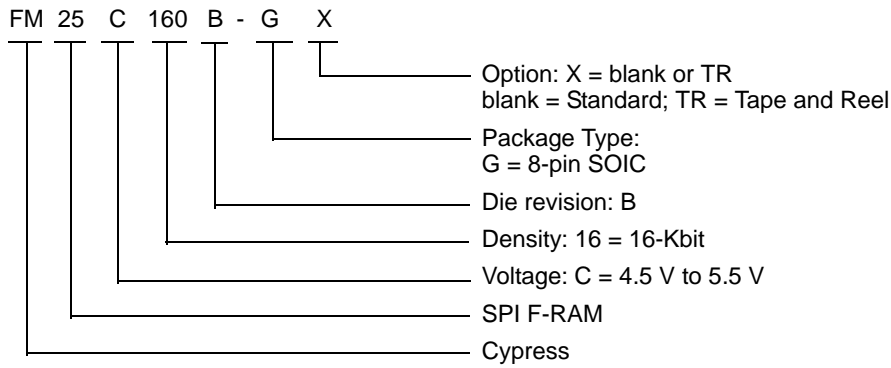 FM 25 C 160 B - G X
Option: X = blank or TR
blank = Standard; TR = Tape and Reel
Package Type:
G = 8-pin SOIC
Die revision: B
Density: 16 = 16-Kbit
Voltage: C = 4.5 V to 5.5 V
SPI F-RAM
Cypress